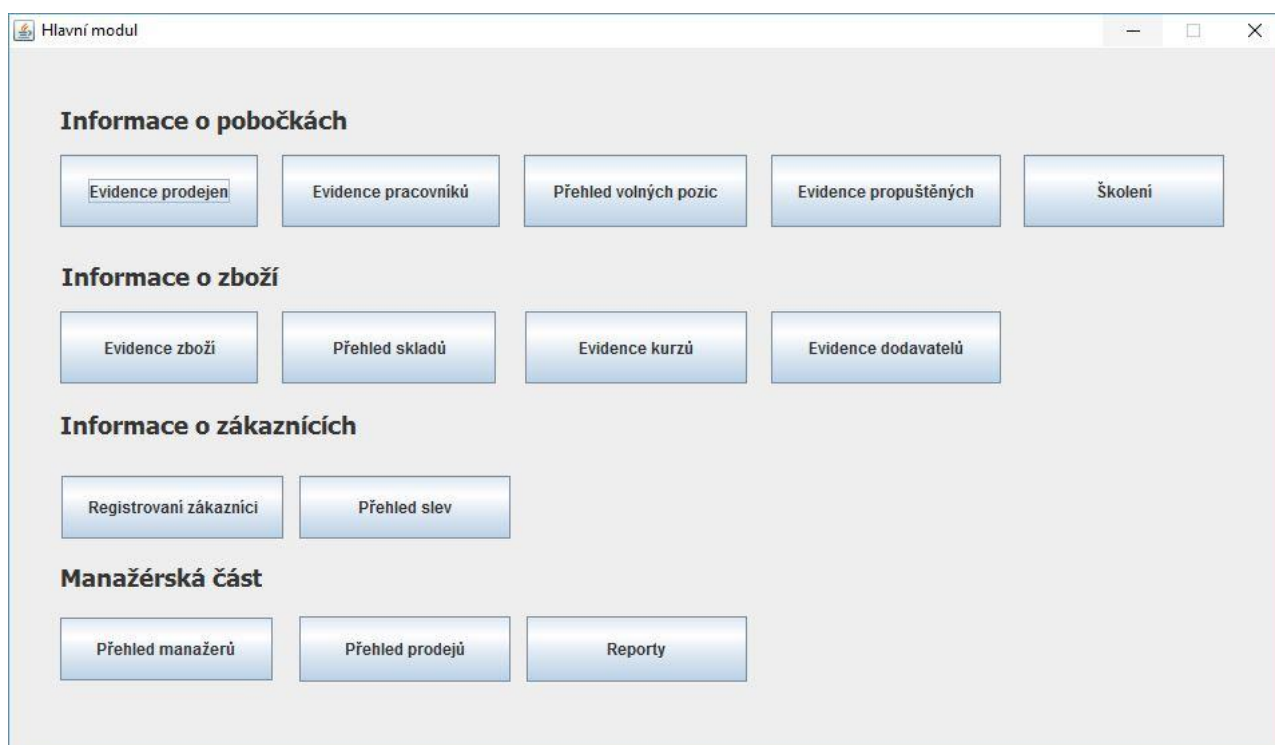 Hlavní modul
Informace o pobočkách
Evidence prodejen Evidence pracovníků Přehled volných pozic Evidence propuštěných Školení
Informace o zboží
Evidence zboží Přehled skladů Evidence kurzů Evidence dodavatelů
Informace o zákaznících
Registrovaní zákazníci Přehled slev
Manažérská část
Přehled manažerů Přehled prodejů Reporty